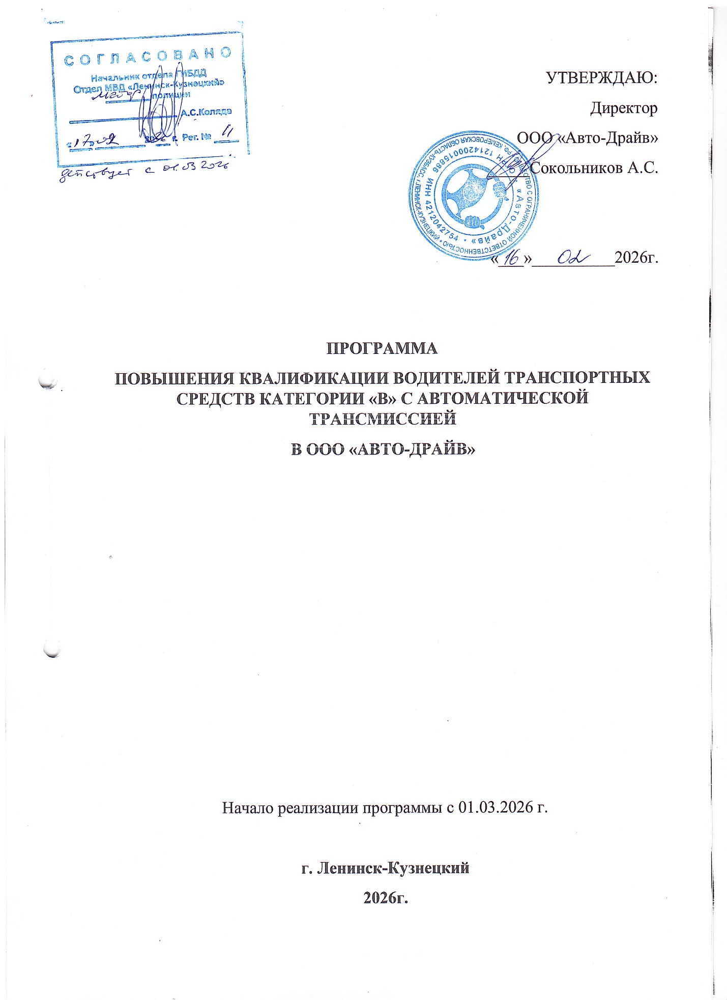 СОГЛАСОВАНО
Начальник отдела ГИБДД
Отдел МВД «Ленинск-Кузнецкий»
майор полиции
А.С.Коляда
«17» 02 2026 г. Рег. № 11
действует с 01.03 2026
УТВЕРЖДАЮ:
Директор
ООО «Авто-Драйв»
Сокольников А.С.
ОБЩЕСТВО С ОГРАНИЧЕННОЙ ОТВЕТСТВЕННОСТЬЮ * РФ, КЕМЕРОВСКАЯ ОБЛАСТЬ-КУЗБАСС, г.ЛЕНИНСК-КУЗНЕЦКИЙ *
«Авто-Драйв» * ИНН 4212042754 ОГРН 1214200015886
«16» 02 2026г.
ПРОГРАММА
ПОВЫШЕНИЯ КВАЛИФИКАЦИИ ВОДИТЕЛЕЙ ТРАНСПОРТНЫХ
СРЕДСТВ КАТЕГОРИИ «В» С АВТОМАТИЧЕСКОЙ
ТРАНСМИССИЕЙ
В ООО «АВТО-ДРАЙВ»
Начало реализации программы с 01.03.2026 г.
г. Ленинск-Кузнецкий
2026г.